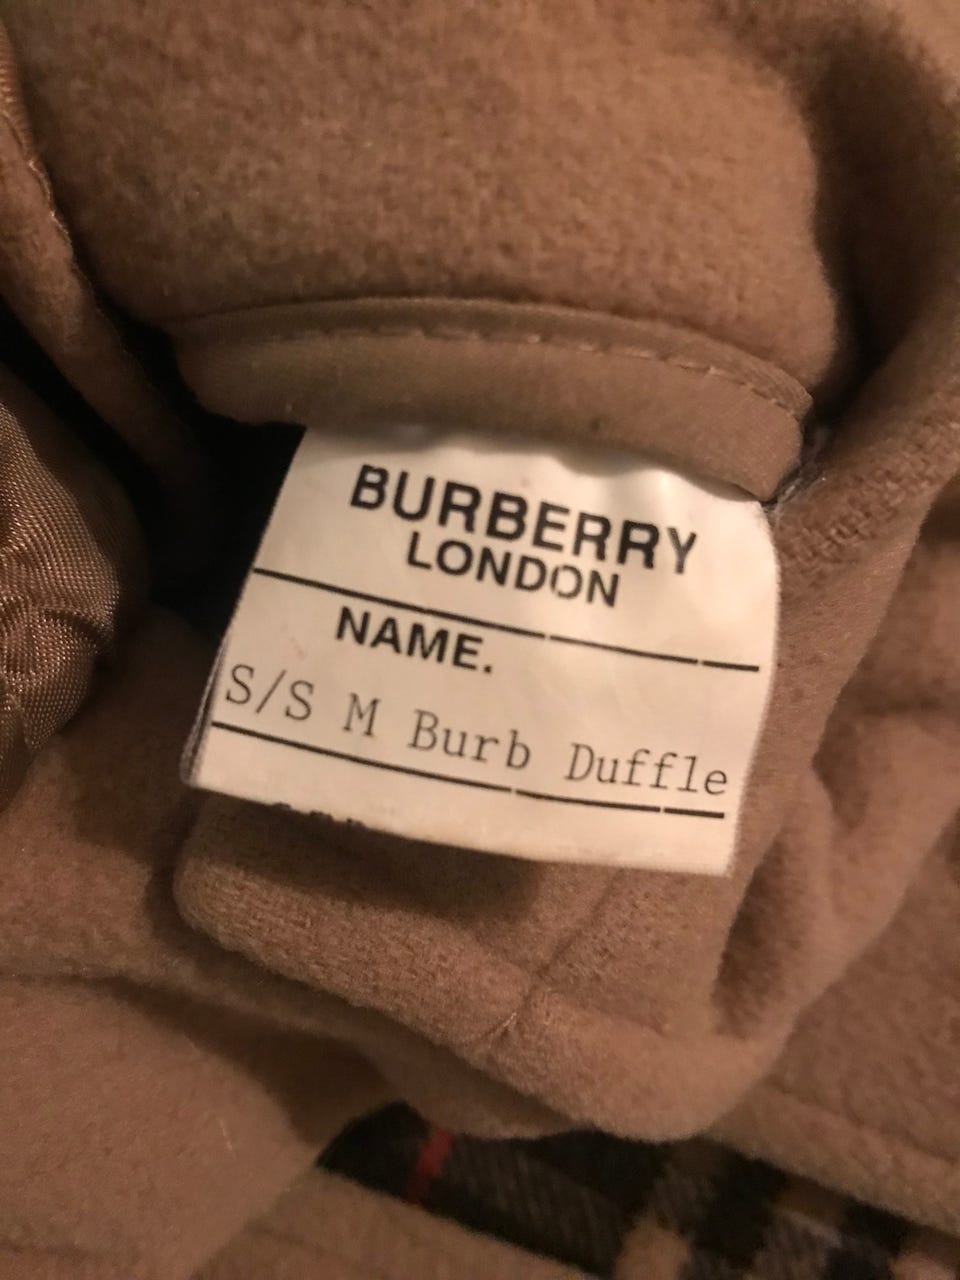 BURBERRY
LONDON
NAME.
S/S M Burb Duffle